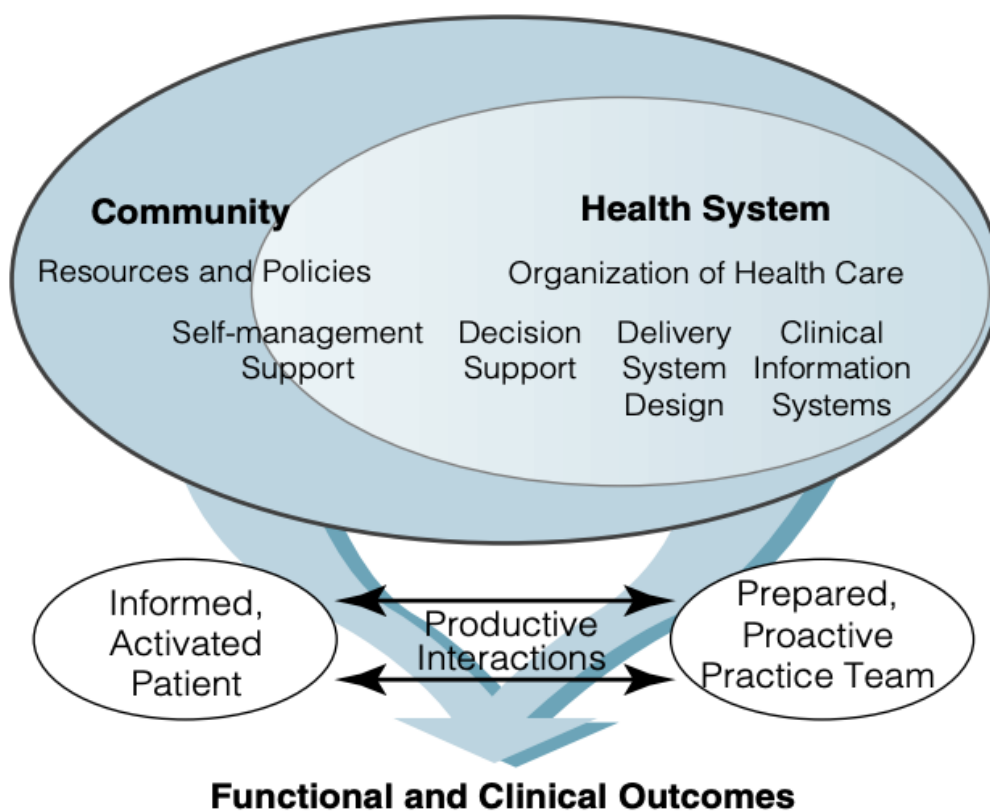 Community
Health System
Resources and Policies
Organization of Health Care
Self-management
Support
Decision
Support
Delivery
System
Design
Clinical
Information
Systems
Informed,
Activated
Patient
Productive
Interactions
Prepared,
Proactive
Practice Team
Functional and Clinical Outcomes